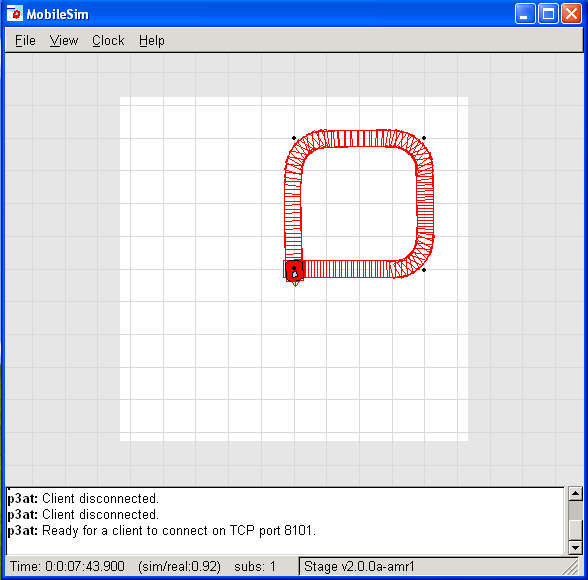 MobileSim
File View Clock Help
p3at: Client disconnected.
p3at: Client disconnected.
p3at: Ready for a client to connect on TCP port 8101.
Time: 0:0:07:43.900 (sim/real:0.92) subs: 1 Stage v2.0.0a-amr1